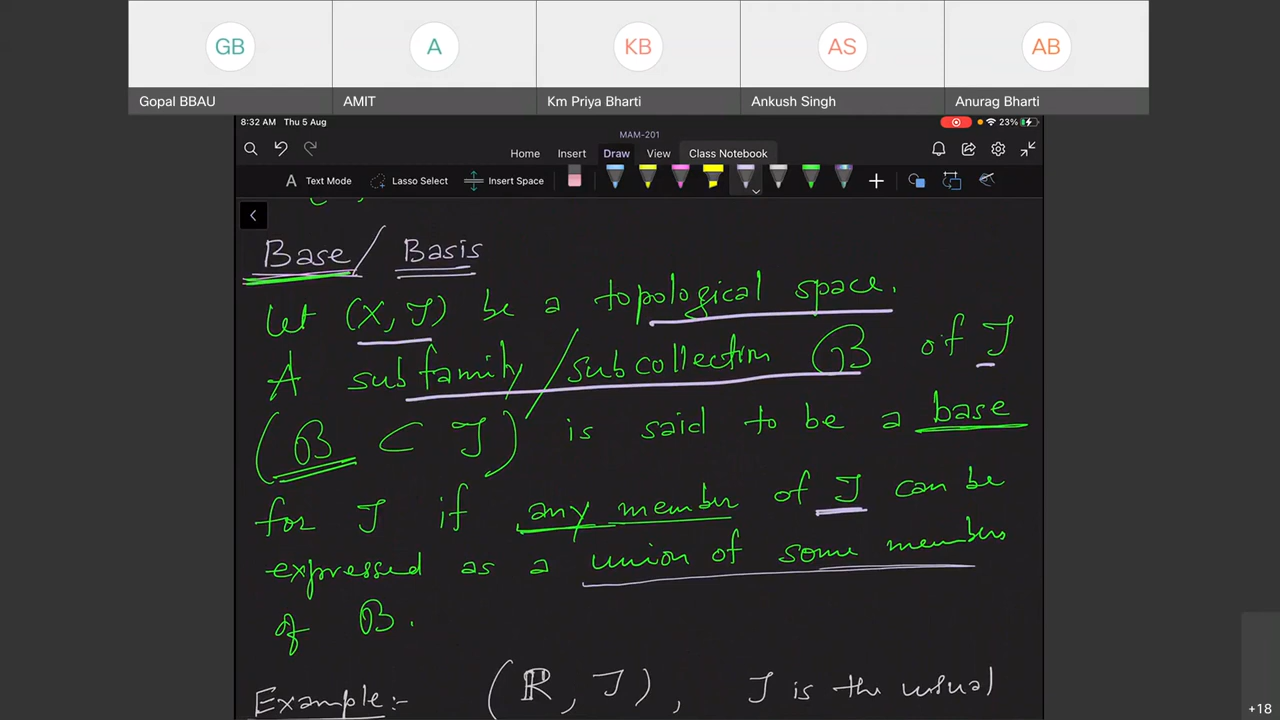 GB
A
KB
AS
AB
Gopal BBAU
AMIT
Km Priya Bharti
Ankush Singh
Anurag Bharti
8:32 AM Thu 5 Aug
23%
MAM-201
Home Insert Draw View Class Notebook
A Text Mode Lasso Select Insert Space
Base / Basis
Let (X, J) be a topological space.
A subfamily / subcollection B of J
(B ⊂ J) is said to be a base
for J if any member of J can be
expressed as a union of some members
of B.
Example:- (ℝ, J), J is the usual
+18